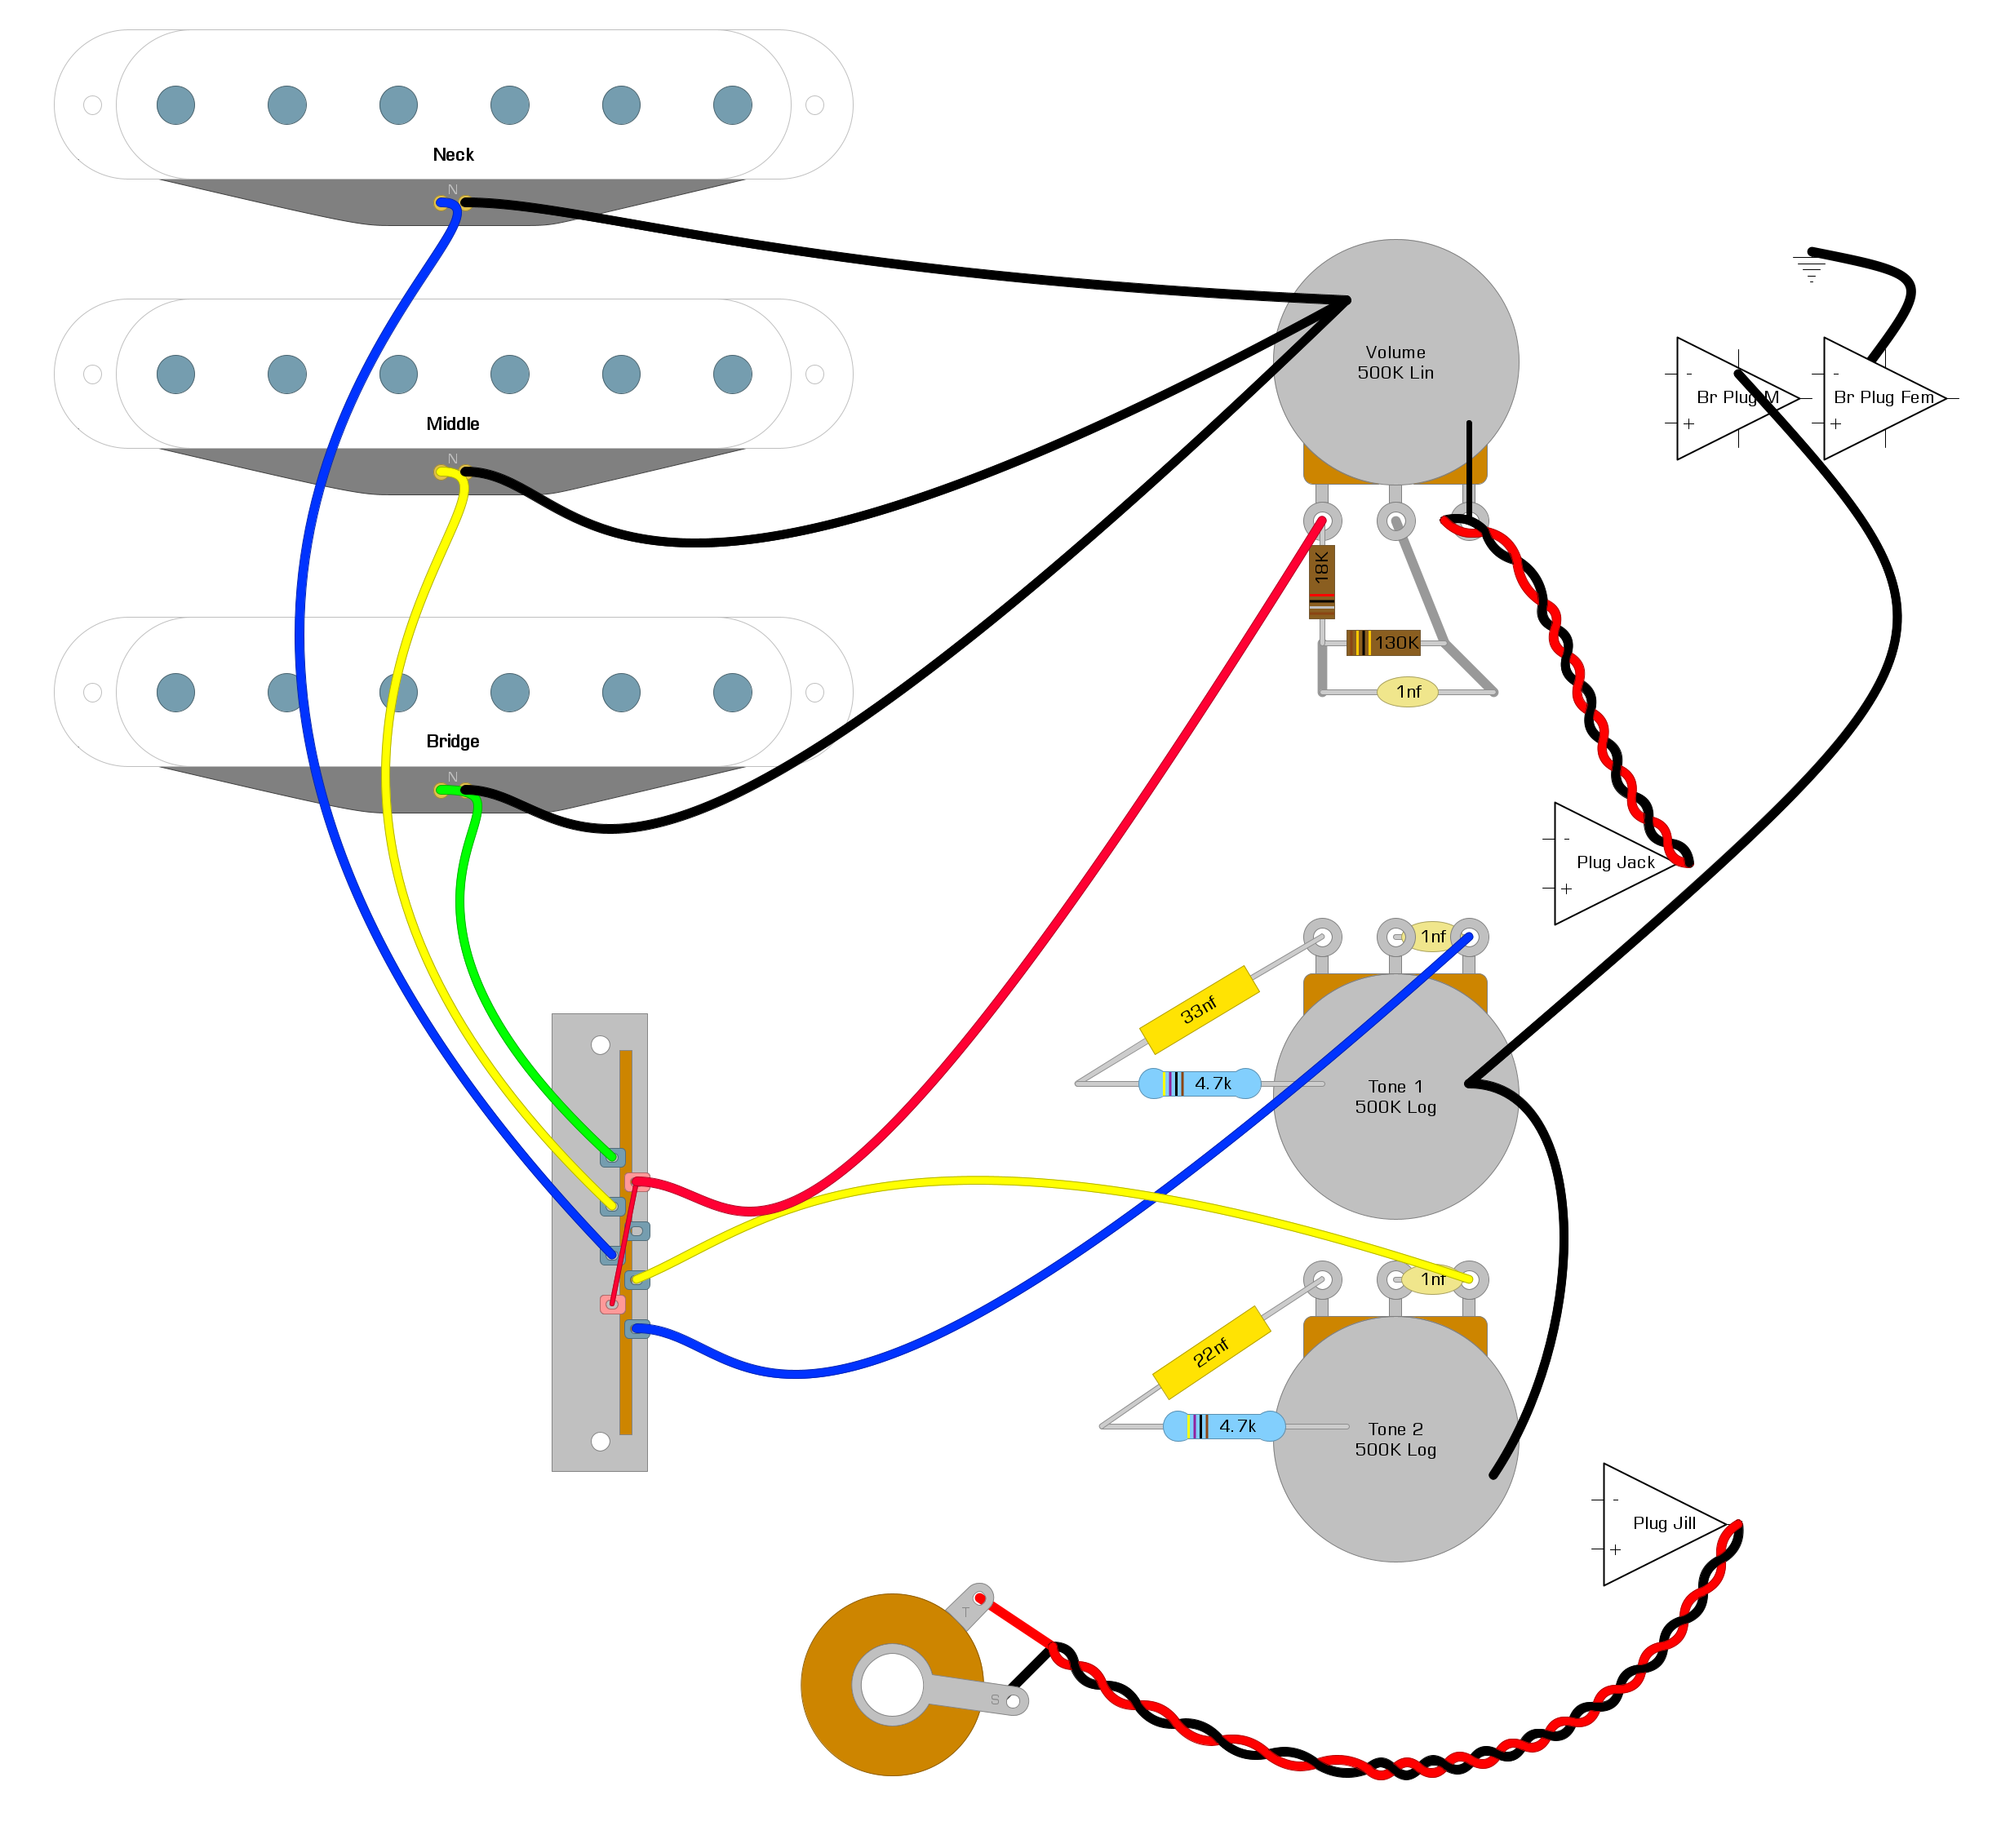 Neck
N
Middle
N
Bridge
N
Volume
500K Lin
18K
130K
1nf
- 
Br Plug M
+
-
Br Plug Fem
+
-
Plug Jack
+
1nf
33nf
4.7k
Tone 1
500K Log
1nf
22nf
4.7k
Tone 2
500K Log
-
Plug Jill
+
T
S